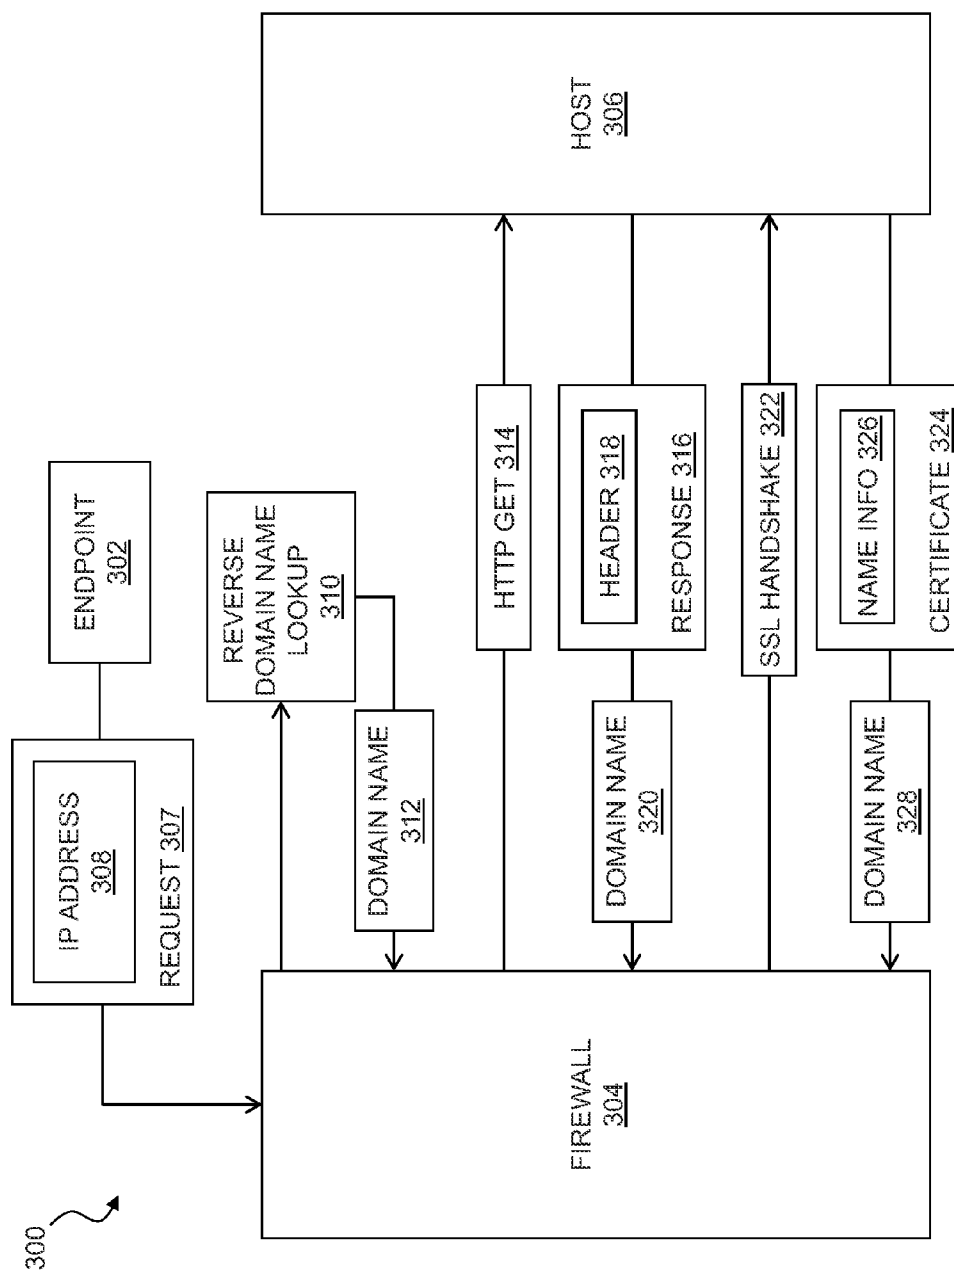 300
ENDPOINT
302
IP ADDRESS
308
REQUEST 307
REVERSE
DOMAIN NAME
LOOKUP
310
DOMAIN NAME
312
FIREWALL
304
HTTP GET 314
HEADER 318
RESPONSE 316
DOMAIN NAME
320
SSL HANDSHAKE 322
NAME INFO 326
CERTIFICATE 324
DOMAIN NAME
328
HOST
306